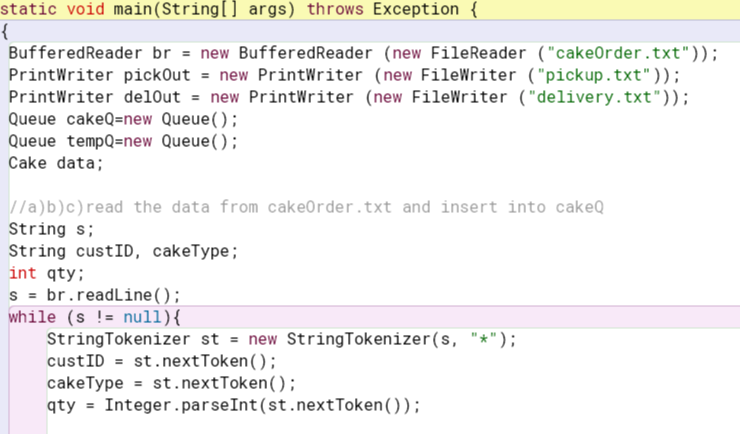 static void main(String[] args) throws Exception {
{
BufferedReader br = new BufferedReader (new FileReader ("cakeOrder.txt"));
PrintWriter pickOut = new PrintWriter (new FileWriter ("pickup.txt"));
PrintWriter delOut = new PrintWriter (new FileWriter ("delivery.txt"));
Queue cakeQ=new Queue();
Queue tempQ=new Queue();
Cake data;
//a)b)c)read the data from cakeOrder.txt and insert into cakeQ
String s;
String custID, cakeType;
int qty;
s = br.readLine();
while (s != null){
StringTokenizer st = new StringTokenizer(s, "*");
custID = st.nextToken();
cakeType = st.nextToken();
qty = Integer.parseInt(st.nextToken());